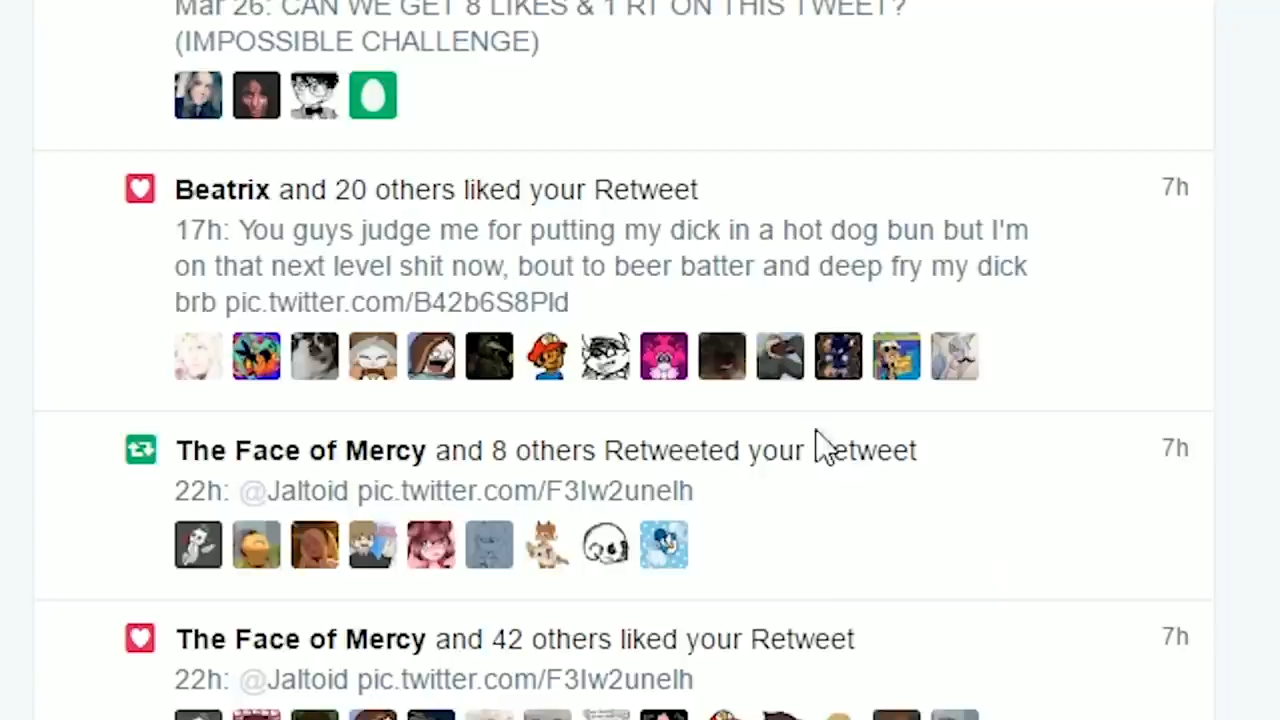 Mar 26: CAN WE GET 8 LIKES & 1 RT ON THIS TWEET?
(IMPOSSIBLE CHALLENGE)
Beatrix and 20 others liked your Retweet
7h
17h: You guys judge me for putting my dick in a hot dog bun but I'm
on that next level shit now, bout to beer batter and deep fry my dick
brb pic.twitter.com/B42b6S8Pld
The Face of Mercy and 8 others Retweeted your Retweet
7h
22h: @Jaltoid pic.twitter.com/F3Iw2unelh
The Face of Mercy and 42 others liked your Retweet
7h
22h: @Jaltoid pic.twitter.com/F3Iw2unelh